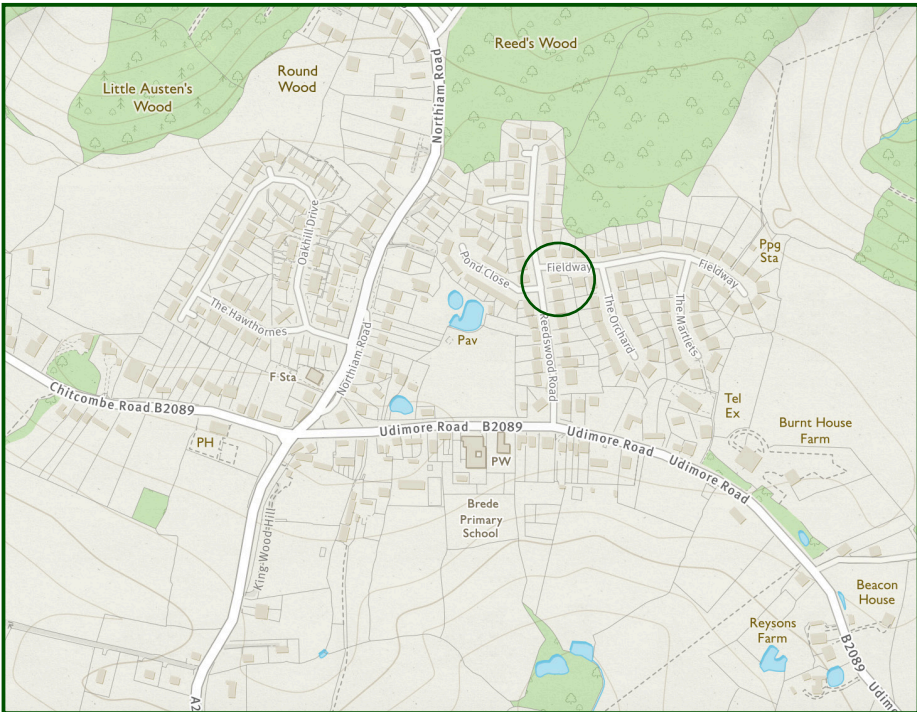 Reed's Wood
Round
Wood
Little Austen's
Wood
Northiam Road
Oakhill Drive
Ppg
Sta
Pond Close
Fieldway
Fieldway
The Hawthornes
The Orchard
The Martlets
Reedswood Road
Pav
Northiam Road
F Sta
Chitcombe Road B2089
Tel
Ex
Burnt House
Farm
PH
Udimore Road B2089
Udimore Road
Udimore Road
PW
Brede
Primary
School
King Wood Hill
Beacon
House
Reysons
Farm
B2089
Udimo
A2